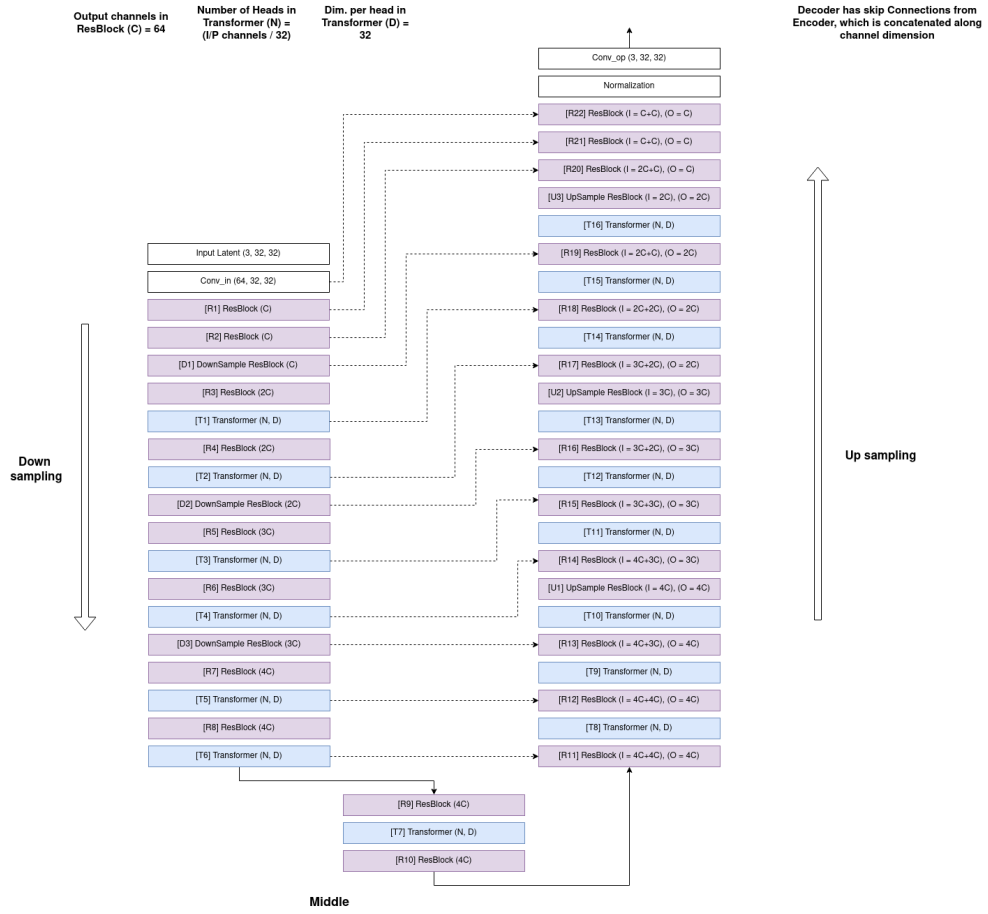 Output channels in
ResBlock (C) = 64
Number of Heads in
Transformer (N) =
(I/P channels / 32)
Dim. per head in
Transformer (D) =
32
Decoder has skip Connections from
Encoder, which is concatenated along
channel dimension
Conv_op (3, 32, 32)
Normalization
[R22] ResBlock (I = C+C), (O = C)
[R21] ResBlock (I = C+C), (O = C)
[R20] ResBlock (I = 2C+C), (O = C)
[U3] UpSample ResBlock (I = 2C), (O = 2C)
[T16] Transformer (N, D)
[R19] ResBlock (I = 2C+C), (O = 2C)
[T15] Transformer (N, D)
[R18] ResBlock (I = 2C+2C), (O = 2C)
[T14] Transformer (N, D)
[R17] ResBlock (I = 3C+2C), (O = 2C)
[U2] UpSample ResBlock (I = 3C), (O = 3C)
[T13] Transformer (N, D)
[R16] ResBlock (I = 3C+2C), (O = 3C)
[T12] Transformer (N, D)
[R15] ResBlock (I = 3C+3C), (O = 3C)
[T11] Transformer (N, D)
[R14] ResBlock (I = 4C+3C), (O = 3C)
[U1] UpSample ResBlock (I = 4C), (O = 4C)
[T10] Transformer (N, D)
[R13] ResBlock (I = 4C+3C), (O = 4C)
[T9] Transformer (N, D)
[R12] ResBlock (I = 4C+4C), (O = 4C)
[T8] Transformer (N, D)
[R11] ResBlock (I = 4C+4C), (O = 4C)
Input Latent (3, 32, 32)
Conv_in (64, 32, 32)
[R1] ResBlock (C)
[R2] ResBlock (C)
[D1] DownSample ResBlock (C)
[R3] ResBlock (2C)
[T1] Transformer (N, D)
[R4] ResBlock (2C)
[T2] Transformer (N, D)
[D2] DownSample ResBlock (2C)
[R5] ResBlock (3C)
[T3] Transformer (N, D)
[R6] ResBlock (3C)
[T4] Transformer (N, D)
[D3] DownSample ResBlock (3C)
[R7] ResBlock (4C)
[T5] Transformer (N, D)
[R8] ResBlock (4C)
[T6] Transformer (N, D)
Down
sampling
Up sampling
[R9] ResBlock (4C)
[T7] Transformer (N, D)
[R10] ResBlock (4C)
Middle